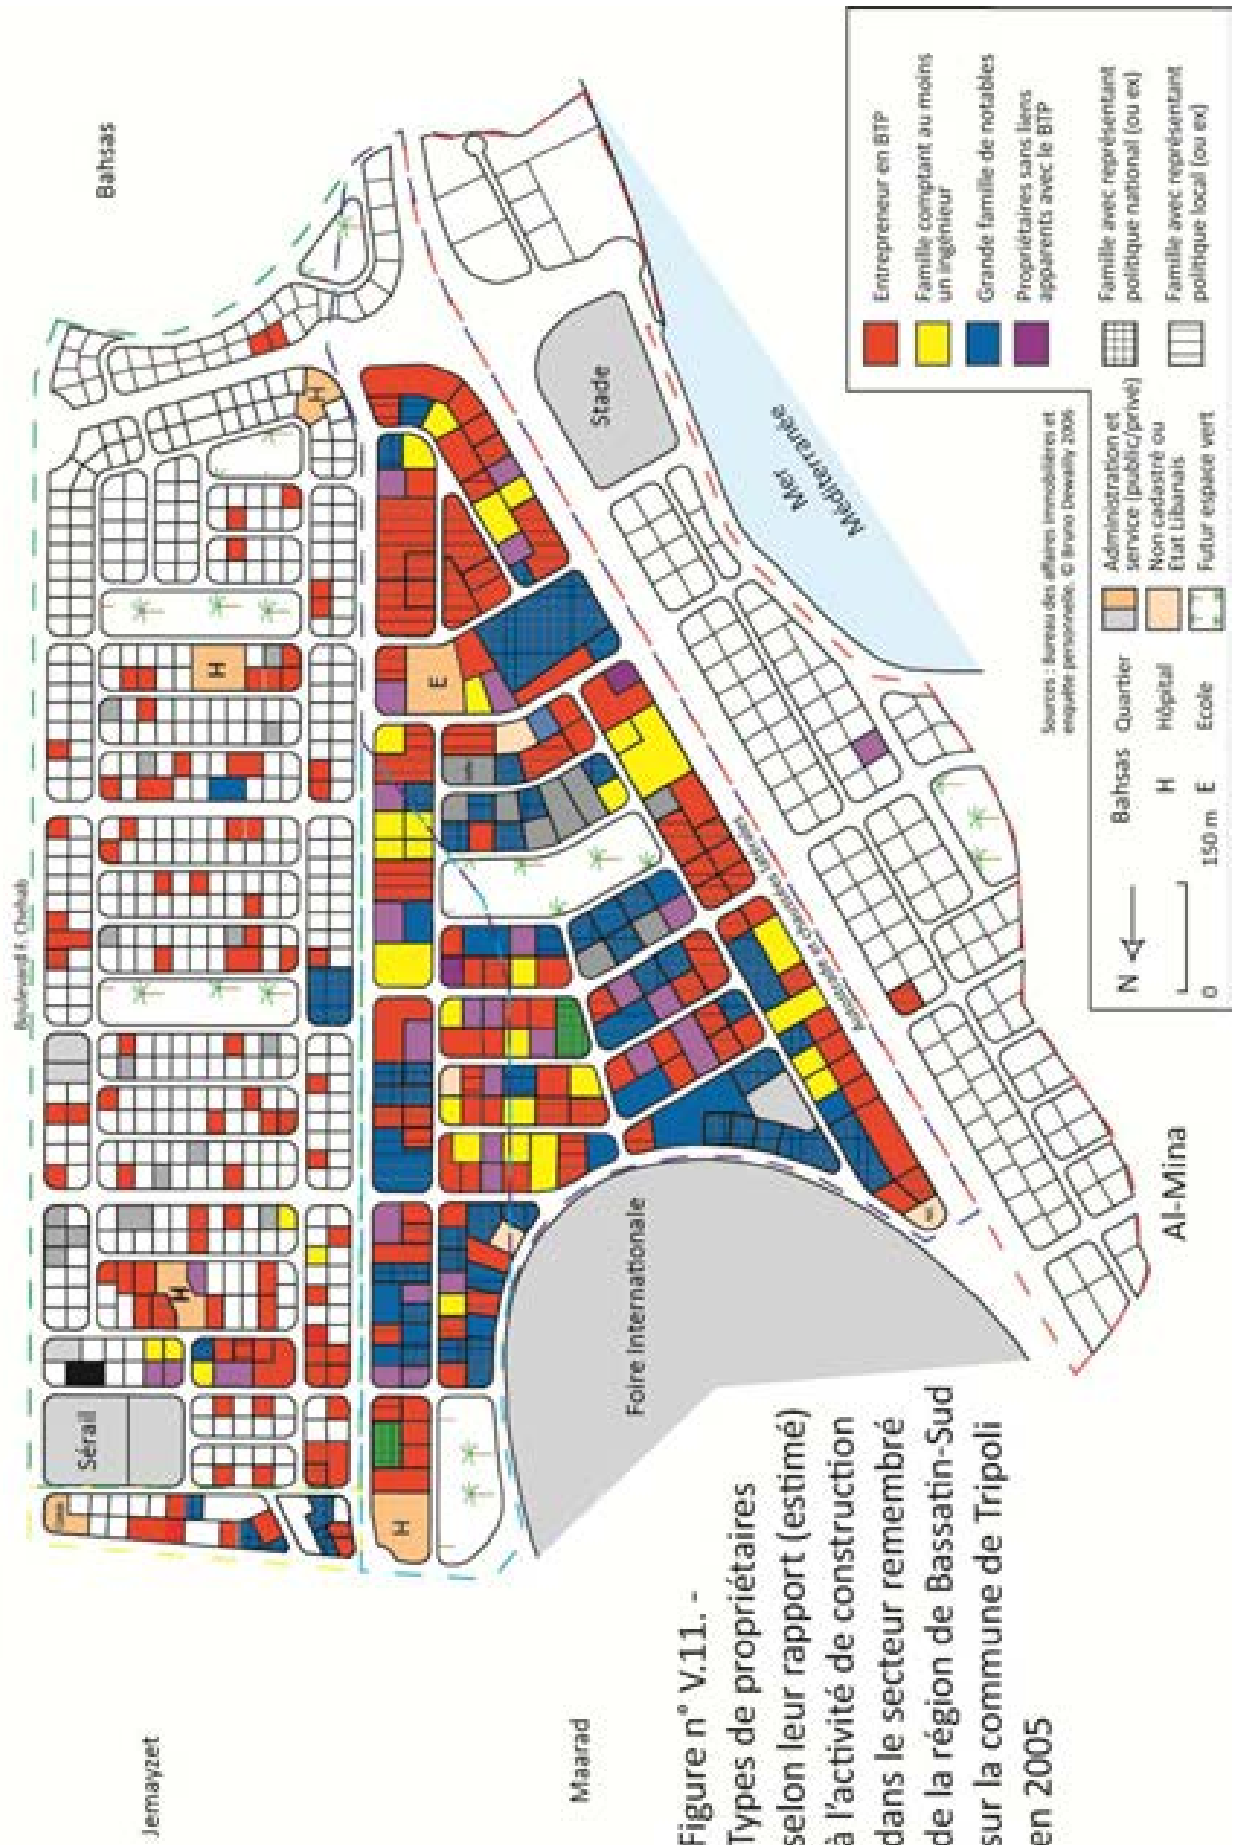 Figure n° V.11. -
Types de propriétaires
selon leur rapport (estimé)
à l'activité de construction
dans le secteur remembré
de la région de Bassatin-Sud
sur la commune de Tripoli
en 2005
Jemayzet
Maarad
Boulevard F. Chehab
Bahsas
Sérail
H
H
H
H
H
E
Foire Internationale
Stade
Mer
Méditerranée
Al-Mina
N
0 150 m
Bahsas Quartier
H Hôpital
E Ecole
Administration et
service (public/privé)
Non cadastré ou
Etat Libanais
Futur espace vert
Entrepreneur en BTP
Famille comptant au moins
un ingénieur
Grande famille de notables
Propriétaires sans liens
apparents avec le BTP
Famille avec représentant
politique national (ou ex)
Famille avec représentant
politique local (ou ex)
Sources : Bureau des affaires immobilières et
enquête personnelle. © Bruno Dewailly 2006